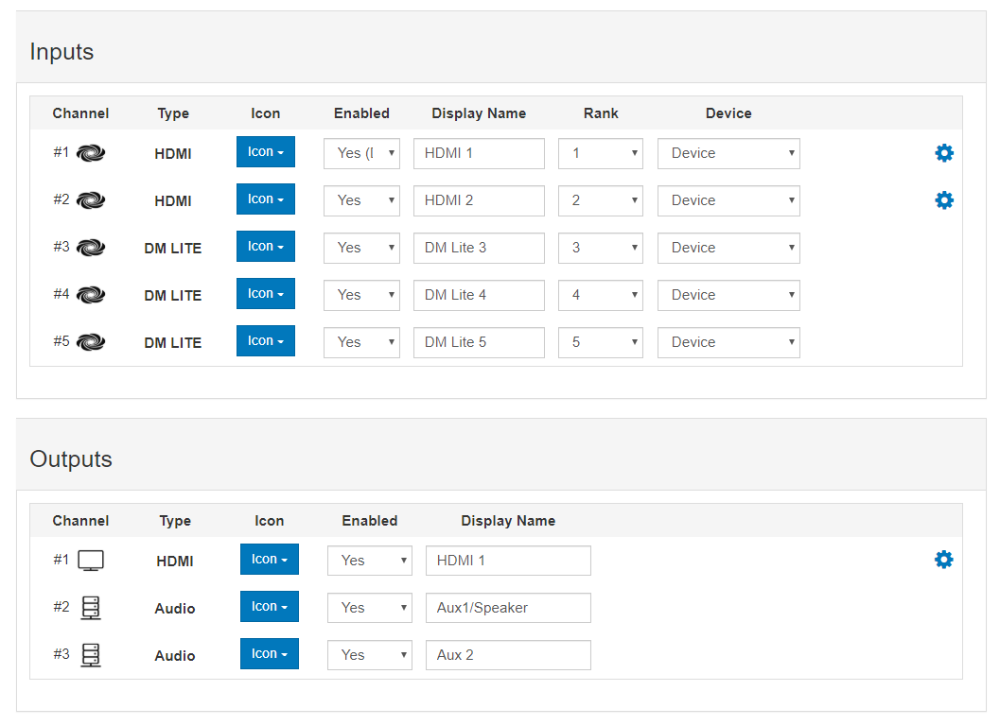 Inputs
Channel Type Icon Enabled Display Name Rank Device
#1 HDMI Icon Yes (I HDMI 1 1 Device
#2 HDMI Icon Yes HDMI 2 2 Device
#3 DM LITE Icon Yes DM Lite 3 3 Device
#4 DM LITE Icon Yes DM Lite 4 4 Device
#5 DM LITE Icon Yes DM Lite 5 5 Device
Outputs
Channel Type Icon Enabled Display Name
#1 HDMI Icon Yes HDMI 1
#2 Audio Icon Yes Aux1/Speaker
#3 Audio Icon Yes Aux 2